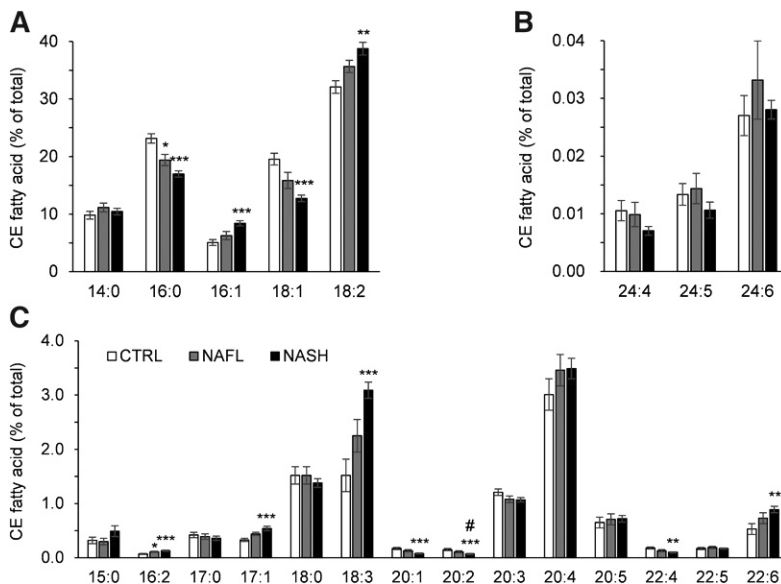 A
CE fatty acid (% of total)
40
30
20
10
0
* *** *** *** **
14:0 16:0 16:1 18:1 18:2
B
CE fatty acid (% of total)
0.04
0.03
0.02
0.01
0.00
24:4 24:5 24:6
C
CE fatty acid (% of total)
4.0
3.0
1.0
0.0
CTRL NAFL NASH
* *** *** *** *** # *** ** **
15:0 16:2 17:0 17:1 18:0 18:3 20:1 20:2 20:3 20:4 20:5 22:4 22:5 22:6